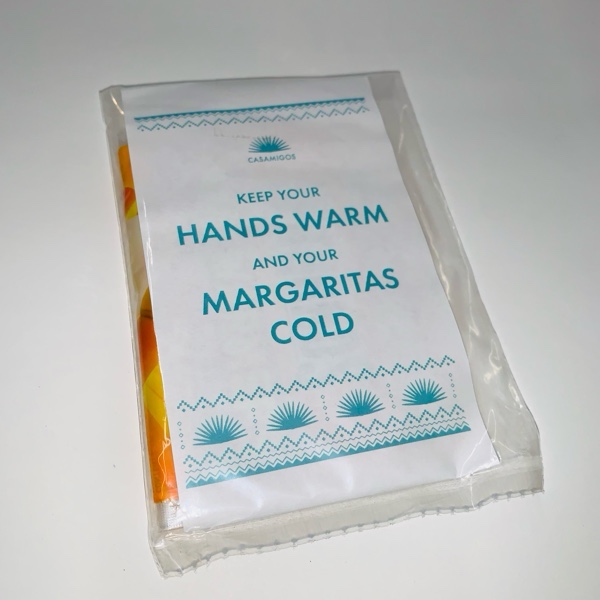 CASAMIGOS
KEEP YOUR
HANDS WARM
AND YOUR
MARGARITAS
COLD